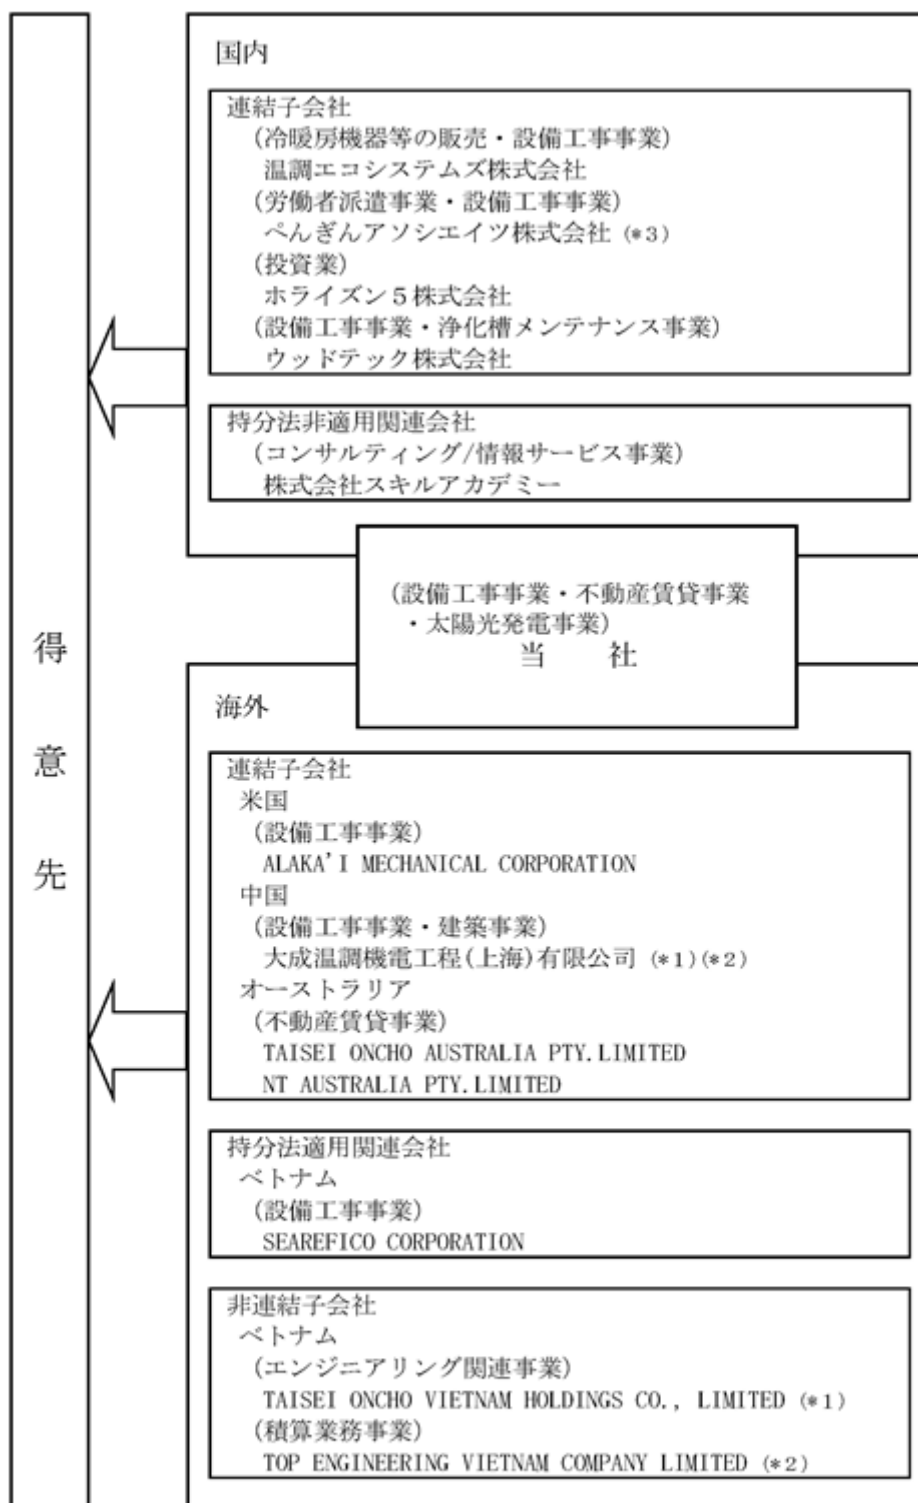 得意先
国内
連結子会社
(冷暖房機器等の販売・設備工事事業)
温調エコシステムズ株式会社
(労働者派遣事業・設備工事事業)
ぺんぎんアソシエイツ株式会社 (*3)
(投資業)
ホライズン5株式会社
(設備工事事業・浄化槽メンテナンス事業)
ウッドテック株式会社
持分法非適用関連会社
(コンサルティング/情報サービス事業)
株式会社スキルアカデミー
(設備工事事業・不動産賃貸事業
・太陽光発電事業)
当　社
海外
連結子会社
米国
(設備工事事業)
ALAKA'I MECHANICAL CORPORATION
中国
(設備工事事業・建築事業)
大成温調機電工程(上海)有限公司 (*1)(*2)
オーストラリア
(不動産賃貸事業)
TAISEI ONCHO AUSTRALIA PTY.LIMITED
NT AUSTRALIA PTY.LIMITED
持分法適用関連会社
ベトナム
(設備工事事業)
SEAREFICO CORPORATION
非連結子会社
ベトナム
(エンジニアリング関連事業)
TAISEI ONCHO VIETNAM HOLDINGS CO., LIMITED (*1)
(積算業務事業)
TOP ENGINEERING VIETNAM COMPANY LIMITED (*2)